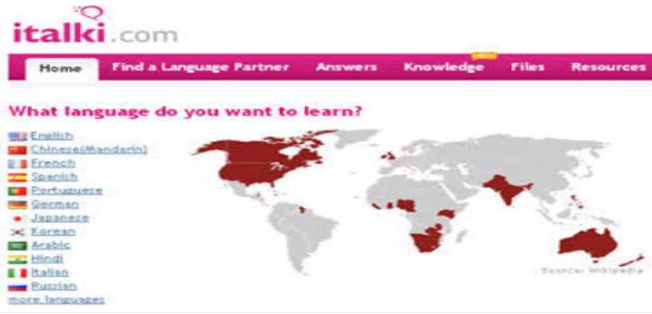 italki.com
Home Find a Language Partner Answers Knowledge Files Resources
What language do you want to learn?
English
Chinese(Mandarin)
French
Spanish
Portuguese
German
Japanese
Korean
Arabic
Hindi
Italian
Russian
more languages
Source: Wikipedia